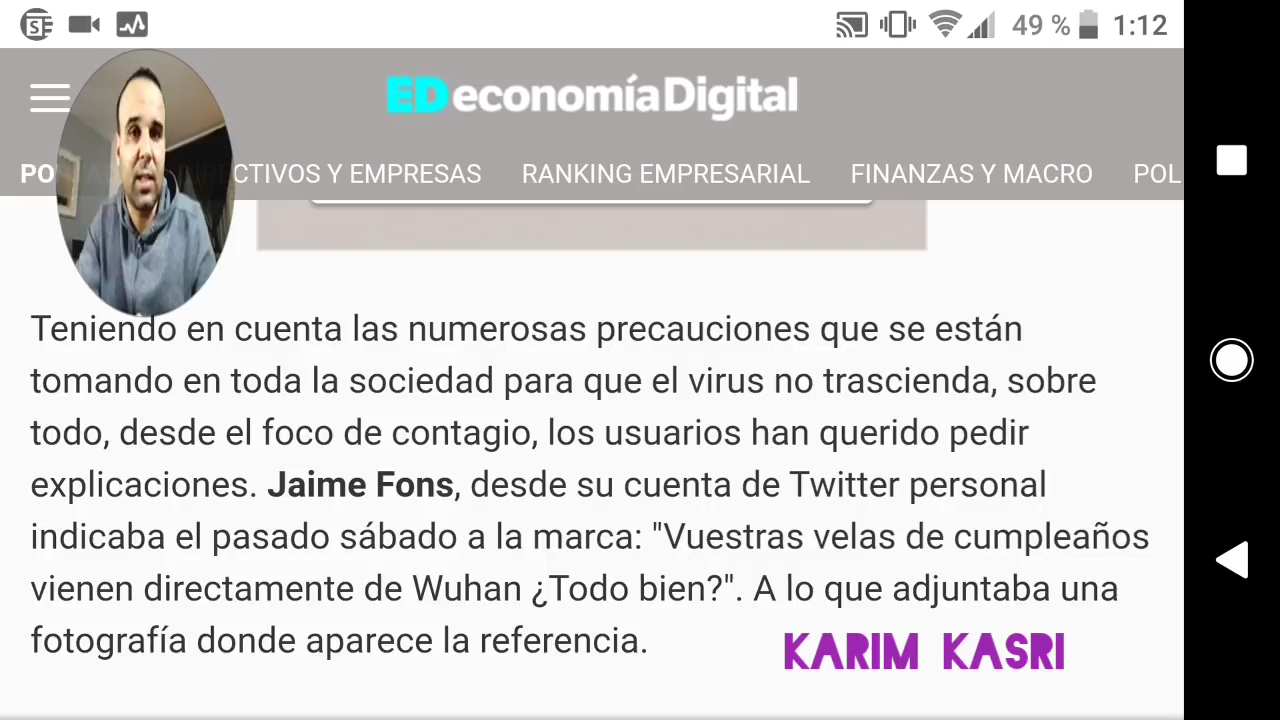 49 % 1:12
ED economíaDigital
PO CTIVOS Y EMPRESAS RANKING EMPRESARIAL FINANZAS Y MACRO POL
Teniendo en cuenta las numerosas precauciones que se están
tomando en toda la sociedad para que el virus no trascienda, sobre
todo, desde el foco de contagio, los usuarios han querido pedir
explicaciones. Jaime Fons, desde su cuenta de Twitter personal
indicaba el pasado sábado a la marca: "Vuestras velas de cumpleaños
vienen directamente de Wuhan ¿Todo bien?". A lo que adjuntaba una
fotografía donde aparece la referencia.
KARIM KASRI